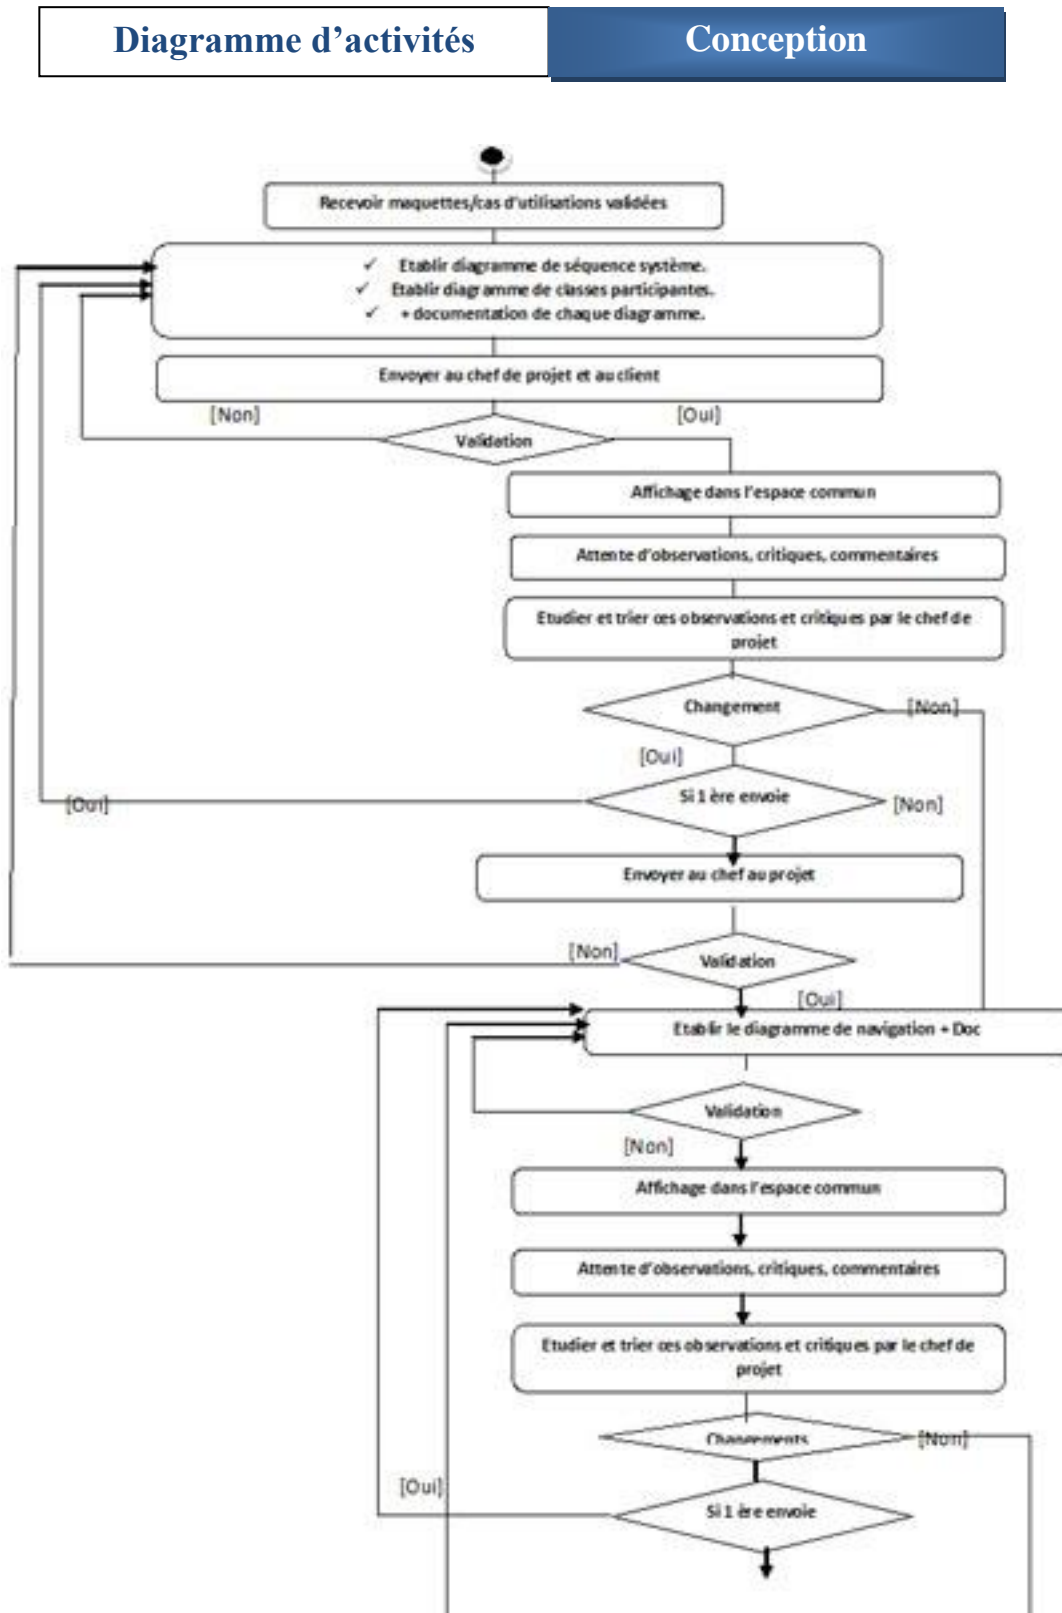 Diagramme d'activités
Conception
Recevoir maquettes/cas d'utilisations validées
✓ Etablir diagramme de séquence système.
✓ Etablir diagramme de classes participantes.
✓ + documentation de chaque diagramme.
Envoyer au chef de projet et au client
[Non]
[Oui]
Validation
Affichage dans l'espace commun
Attente d'observations, critiques, commentaires
Etudier et trier ces observations et critiques par le chef de
projet
Changement
[Non]
[Oui]
Si 1 ère envoie
[Oui]
[Non]
Envoyer au chef au projet
[Non]
Validation
[Oui]
Etablir le diagramme de navigation + Doc
Validation
[Non]
Affichage dans l'espace commun
Attente d'observations, critiques, commentaires
Etudier et trier ces observations et critiques par le chef de
projet
Changements
[Non]
[Oui]
Si 1 ère envoie